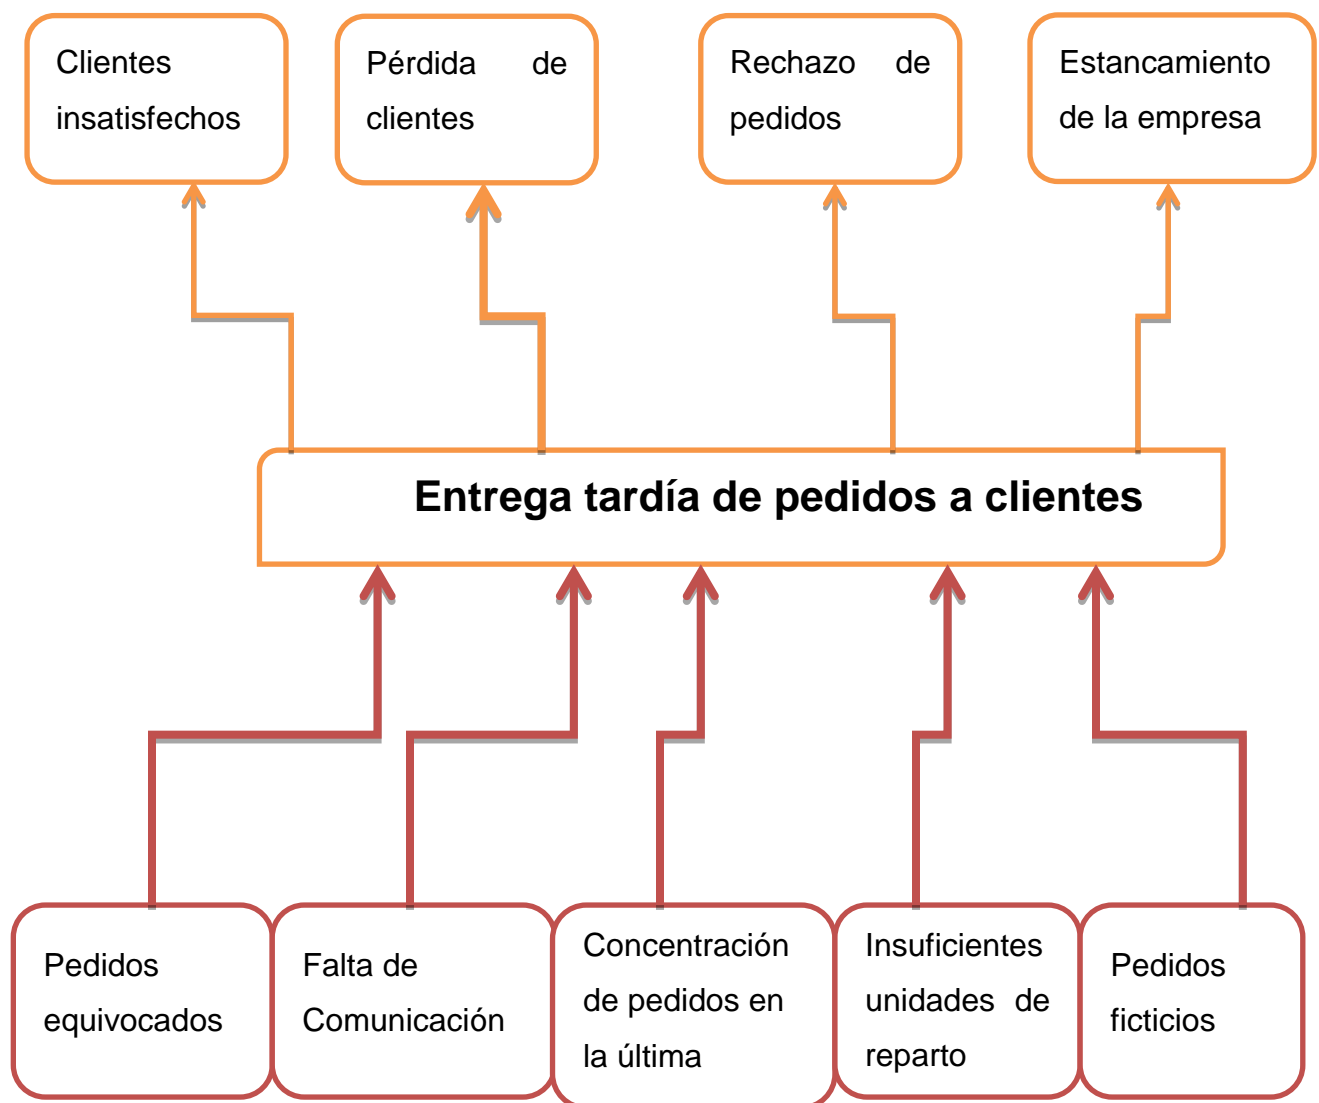 Clientes
insatisfechos
Pérdida de
clientes
Rechazo de
pedidos
Estancamiento
de la empresa
Entrega tardía de pedidos a clientes
Pedidos
equivocados
Falta de
Comunicación
Concentración
de pedidos en
la última
Insuficientes
unidades de
reparto
Pedidos
ficticios